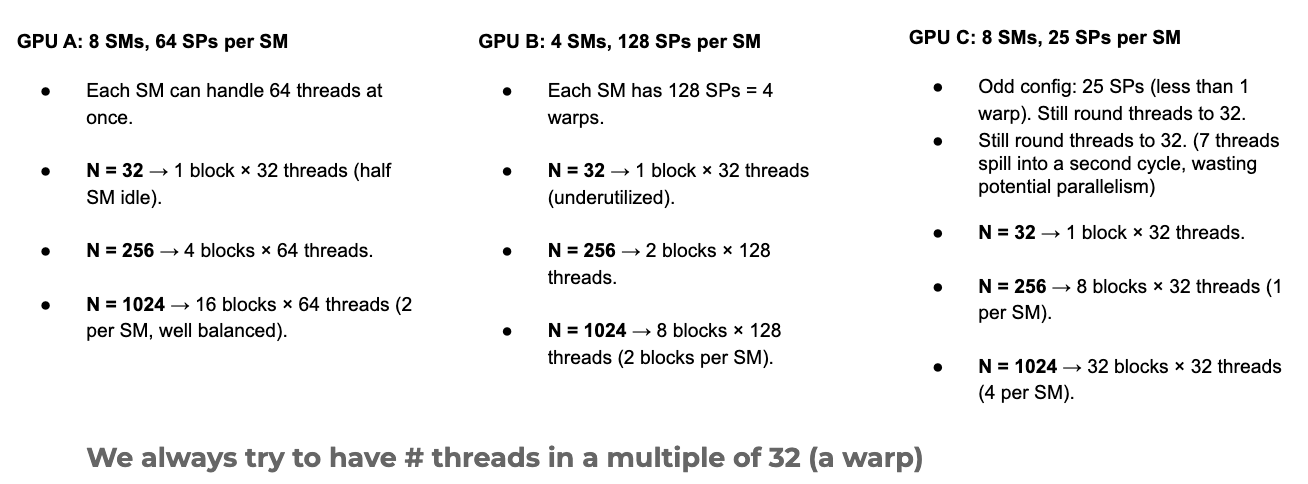 GPU A: 8 SMs, 64 SPs per SM
● Each SM can handle 64 threads at
once.
● N = 32 → 1 block × 32 threads (half
SM idle).
● N = 256 → 4 blocks × 64 threads.
● N = 1024 → 16 blocks × 64 threads (2
per SM, well balanced).
GPU B: 4 SMs, 128 SPs per SM
● Each SM has 128 SPs = 4
warps.
● N = 32 → 1 block × 32 threads
(underutilized).
● N = 256 → 2 blocks × 128
threads.
● N = 1024 → 8 blocks × 128
threads (2 blocks per SM).
GPU C: 8 SMs, 25 SPs per SM
● Odd config: 25 SPs (less than 1
warp). Still round threads to 32.
● Still round threads to 32. (7 threads
spill into a second cycle, wasting
potential parallelism)
● N = 32 → 1 block × 32 threads.
● N = 256 → 8 blocks × 32 threads (1
per SM).
● N = 1024 → 32 blocks × 32 threads
(4 per SM).
We always try to have # threads in a multiple of 32 (a warp)